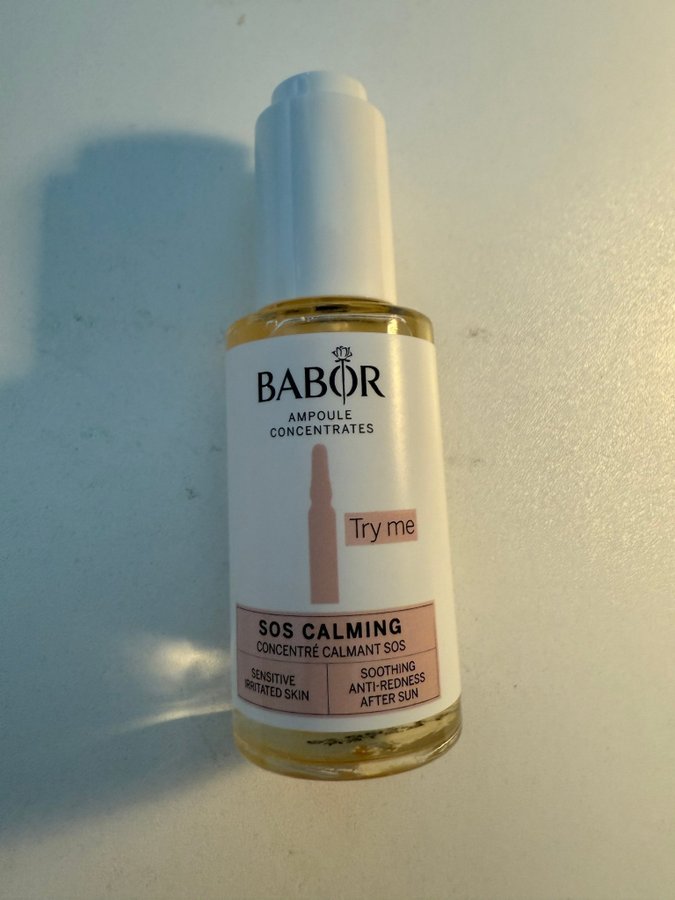 BABOR
AMPOULE
CONCENTRATES
Try me
SOS CALMING
CONCENTRÉ CALMANT SOS
SENSITIVE
IRRITATED SKIN
SOOTHING
ANTI-REDNESS
AFTER SUN